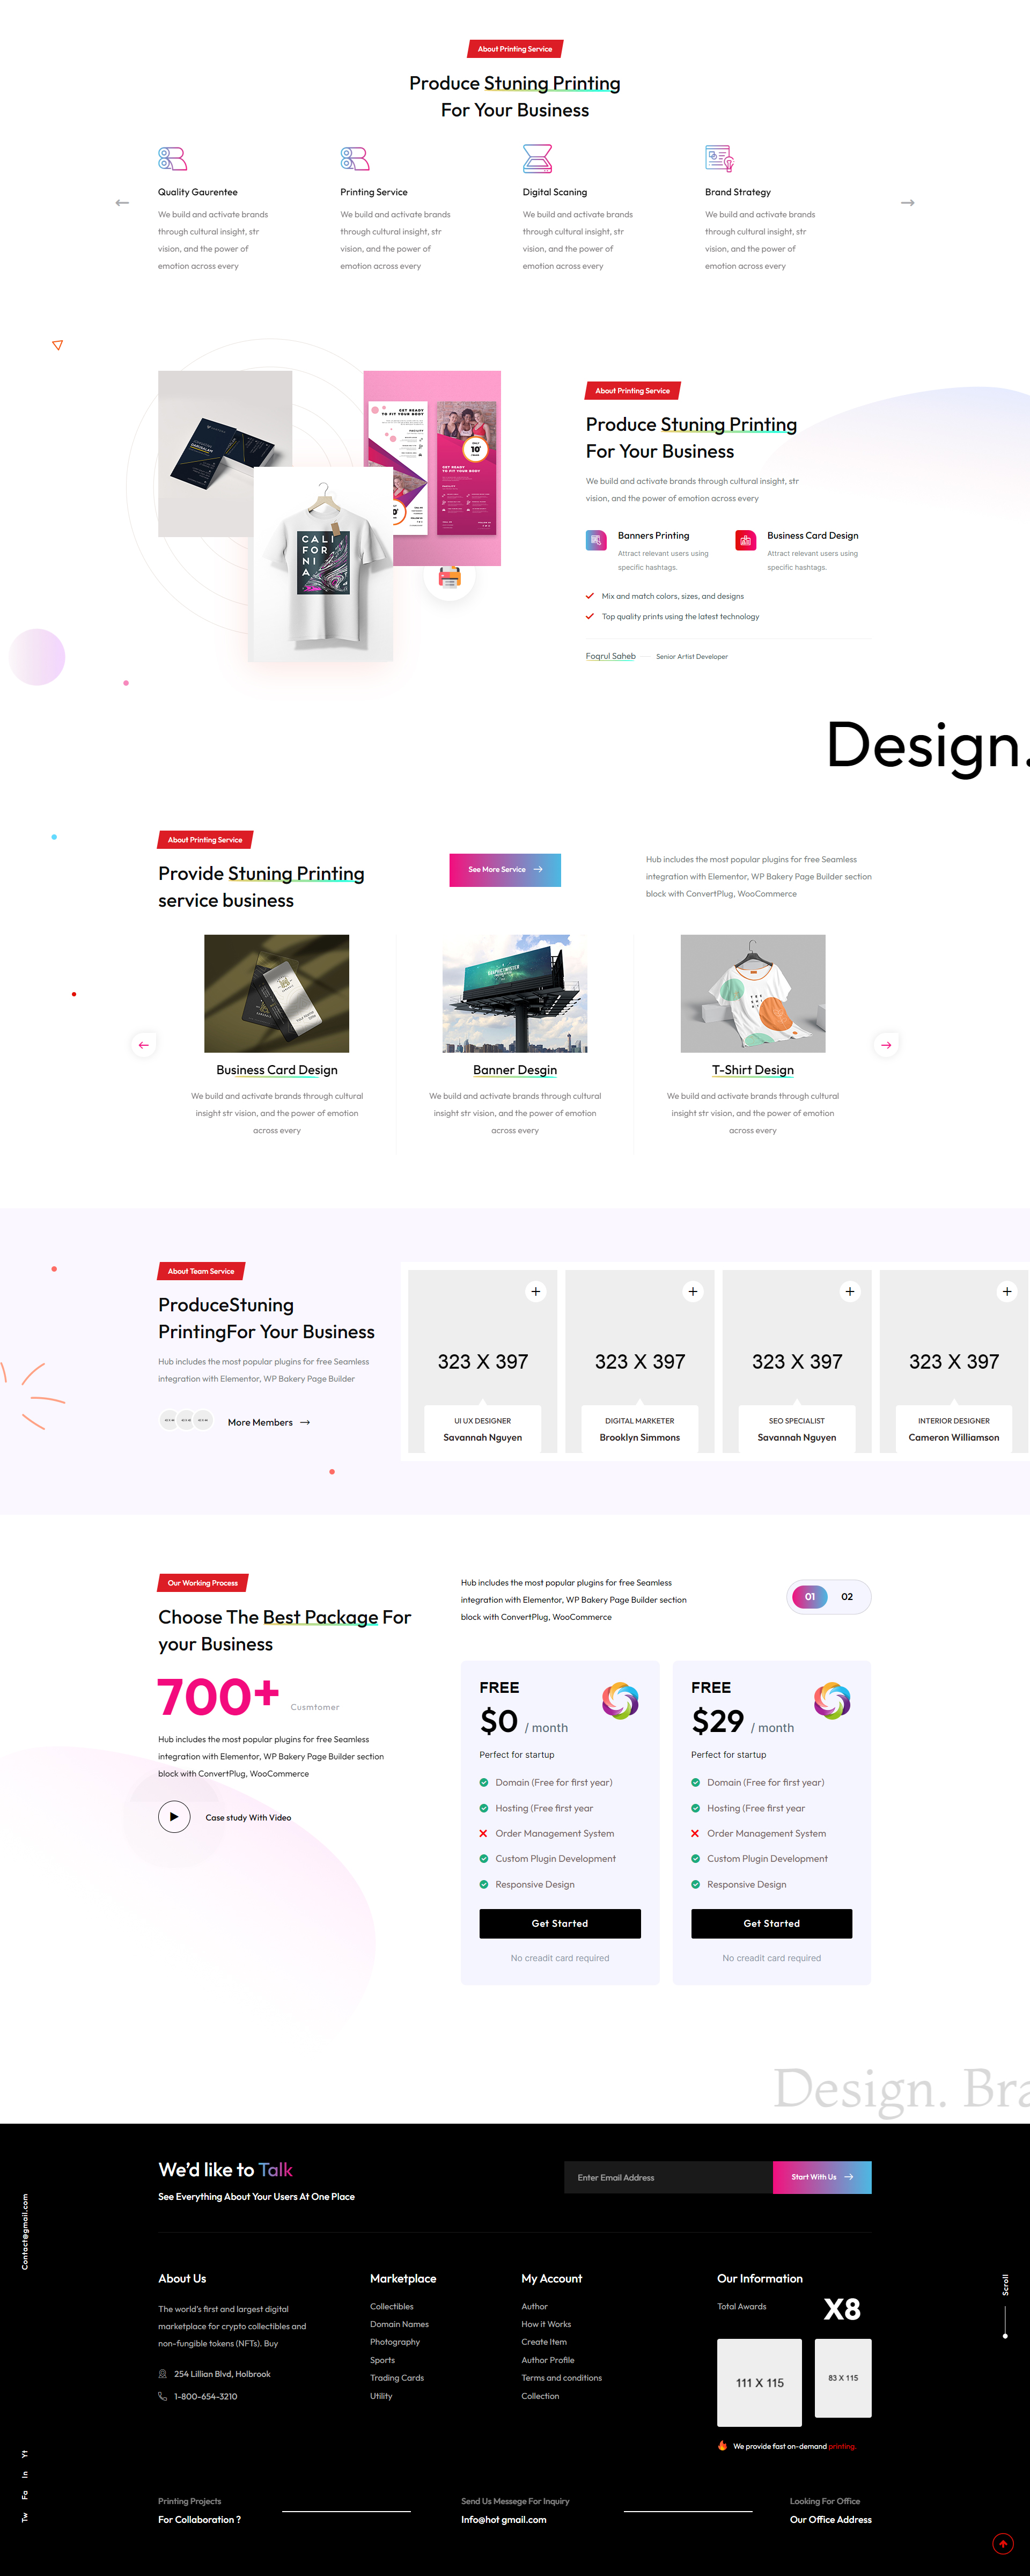 About Printing Service
Produce Stuning Printing
For Your Business
Quality Gaurentee
We build and activate brands
through cultural insight, str
vision, and the power of
emotion across every
Printing Service
We build and activate brands
through cultural insight, str
vision, and the power of
emotion across every
Digital Scaning
We build and activate brands
through cultural insight, str
vision, and the power of
emotion across every
Brand Strategy
We build and activate brands
through cultural insight, str
vision, and the power of
emotion across every
GET READY
TO FIT YOUR BODY
FACILITY
10
GET READY
TO FIT YOUR BODY
CALI
FOR
NI
A
About Printing Service
Produce Stuning Printing
For Your Business
We build and activate brands through cultural insight, str
vision, and the power of emotion across every
Banners Printing
Attract relevant users using
specific hashtags.
Business Card Design
Attract relevant users using
specific hashtags.
Mix and match colors, sizes, and designs
Top quality prints using the latest technology
Foqrul Saheb
Senior Artist Developer
Design.
About Printing Service
Provide Stuning Printing
service business
See More Service
Hub includes the most popular plugins for free Seamless
integration with Elementor, WP Bakery Page Builder section
block with ConvertPlug, WooCommerce
Business Card Design
We build and activate brands through cultural
insight str vision, and the power of emotion
across every
Banner Desgin
We build and activate brands through cultural
insight str vision, and the power of emotion
across every
T-Shirt Design
We build and activate brands through cultural
insight str vision, and the power of emotion
across every
About Team Service
ProduceStuning
PrintingFor Your Business
Hub includes the most popular plugins for free Seamless
integration with Elementor, WP Bakery Page Builder
More Members
323 X 397
UI UX DESIGNER
Savannah Nguyen
323 X 397
DIGITAL MARKETER
Brooklyn Simmons
323 X 397
SEO SPECIALIST
Savannah Nguyen
323 X 397
INTERIOR DESIGNER
Cameron Williamson
Our Working Process
Choose The Best Package For
your Business
700+ Cusmtomer
Hub includes the most popular plugins for free Seamless
integration with Elementor, WP Bakery Page Builder section
block with ConvertPlug, WooCommerce
Case study With Video
Hub includes the most popular plugins for free Seamless
integration with Elementor, WP Bakery Page Builder section
block with ConvertPlug, WooCommerce
01 02
FREE
$0 / month
Perfect for startup
Domain (Free for first year)
Hosting (Free first year
Order Management System
Custom Plugin Development
Responsive Design
Get Started
No creadit card required
FREE
$29 / month
Perfect for startup
Domain (Free for first year)
Hosting (Free first year
Order Management System
Custom Plugin Development
Responsive Design
Get Started
No creadit card required
Design. Bra
We'd like to Talk
See Everything About Your Users At One Place
Enter Email Address
Start With Us
Contact@gmail.com
Scroll
About Us
The world's first and largest digital
marketplace for crypto collectibles and
non-fungible tokens (NFTs). Buy
254 Lillian Blvd, Holbrook
1-800-654-3210
Marketplace
Collectibles
Domain Names
Photography
Sports
Trading Cards
Utility
My Account
Author
How it Works
Create Item
Author Profile
Terms and conditions
Collection
Our Information
Total Awards
X8
111 X 115
83 X 115
We provide fast on-demand printing.
Tw Fa In Yt
Printing Projects
For Collaboration ?
Send Us Messege For Inquiry
Info@hot gmail.com
Looking For Office
Our Office Address